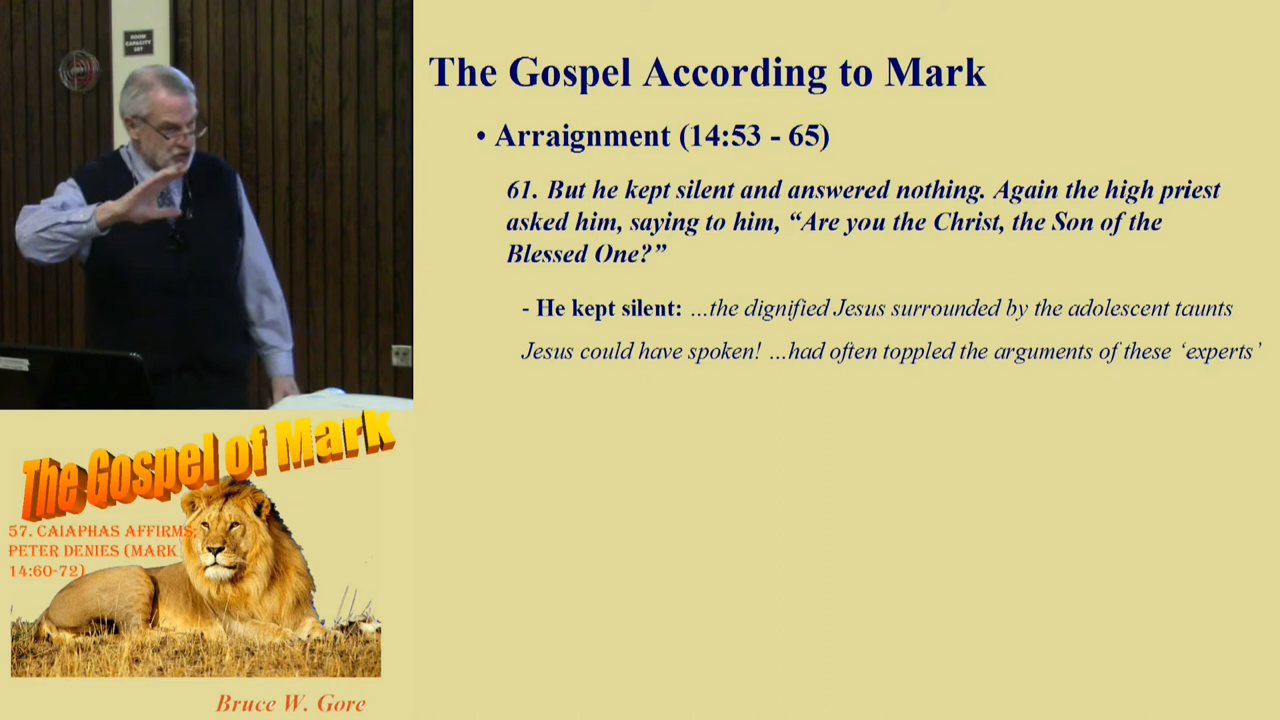 ROOM
CAPACITY
The Gospel According to Mark
• Arraignment (14:53 - 65)
61. But he kept silent and answered nothing. Again the high priest
asked him, saying to him, “Are you the Christ, the Son of the
Blessed One?”
- He kept silent: …the dignified Jesus surrounded by the adolescent taunts
Jesus could have spoken! …had often toppled the arguments of these ‘experts’
The Gospel of Mark
57. CAIAPHAS AFFIRMS;
PETER DENIES (MARK
14:60-72)
Bruce W. Gore